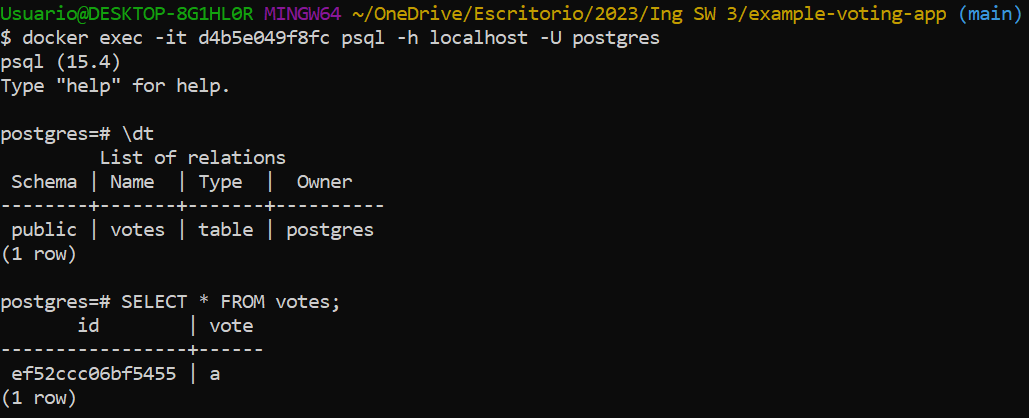 Usuario@DESKTOP-8G1HL0R MINGW64 ~/OneDrive/Escritorio/2023/Ing SW 3/example-voting-app (main)
$ docker exec -it d4b5e049f8fc psql -h localhost -U postgres
psql (15.4)
Type "help" for help.

postgres=# \dt
         List of relations
 Schema | Name  | Type  |  Owner
--------+-------+-------+----------
 public | votes | table | postgres
(1 row)

postgres=# SELECT * FROM votes;
       id        | vote
-----------------+------
 ef52ccc06bf5455 | a
(1 row)